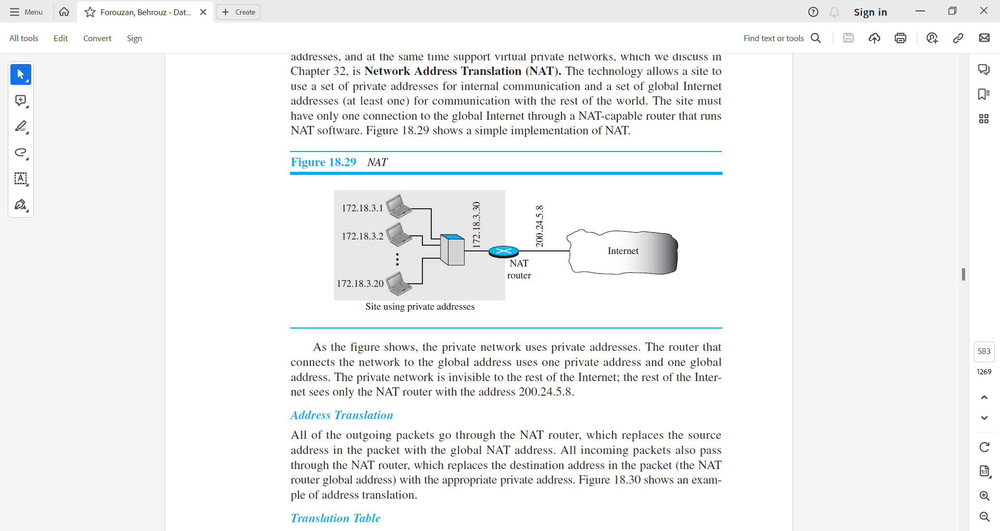 Menu
Forouzan, Behrouz - Dat...
Create
Sign in
All tools
Edit
Convert
Sign
Find text or tools
addresses, and at the same time support virtual private networks, which we discuss in
Chapter 32, is Network Address Translation (NAT). The technology allows a site to
use a set of private addresses for internal communication and a set of global Internet
addresses (at least one) for communication with the rest of the world. The site must
have only one connection to the global Internet through a NAT-capable router that runs
NAT software. Figure 18.29 shows a simple implementation of NAT.
Figure 18.29 NAT
172.18.3.1
172.18.3.2
172.18.3.20
172.18.3.30
200.24.5.8
NAT
router
Internet
Site using private addresses
As the figure shows, the private network uses private addresses. The router that
connects the network to the global address uses one private address and one global
address. The private network is invisible to the rest of the Internet; the rest of the Inter-
net sees only the NAT router with the address 200.24.5.8.
Address Translation
All of the outgoing packets go through the NAT router, which replaces the source
address in the packet with the global NAT address. All incoming packets also pass
through the NAT router, which replaces the destination address in the packet (the NAT
router global address) with the appropriate private address. Figure 18.30 shows an exam-
ple of address translation.
Translation Table
583
1269